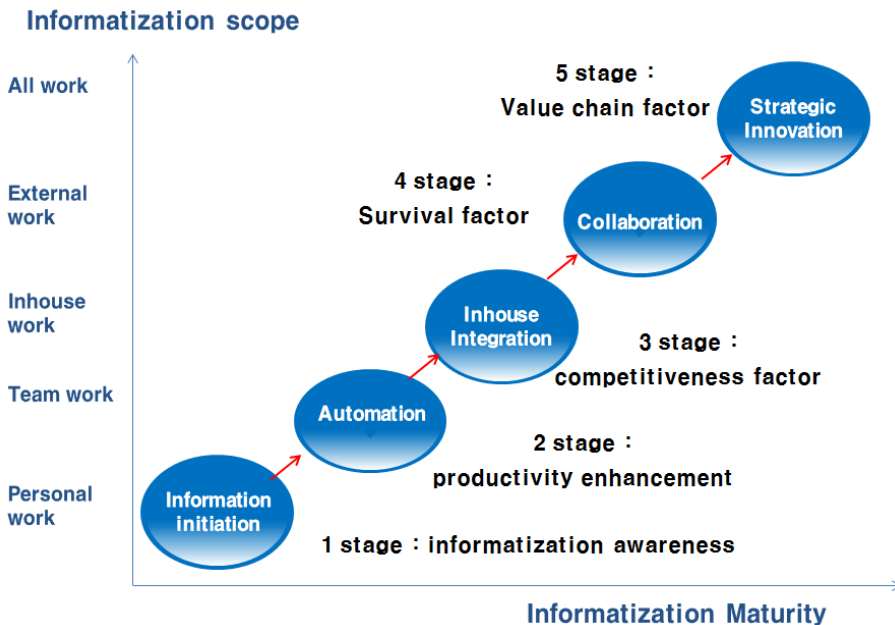 Informatization scope
All work
5 stage :
Value chain factor
Strategic
Innovation
External
work
4 stage :
Survival factor
Collaboration
Inhouse
work
Inhouse
Integration
3 stage :
competitiveness factor
Team work
Automation
2 stage :
productivity enhancement
Personal
work
Information
initiation
1 stage : informatization awareness
Informatization Maturity